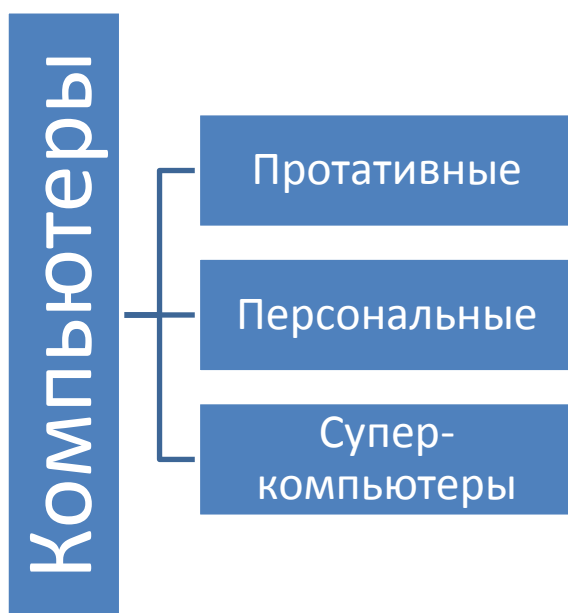 Компьютеры
Протативные
Персональные
Супер-
компьютеры